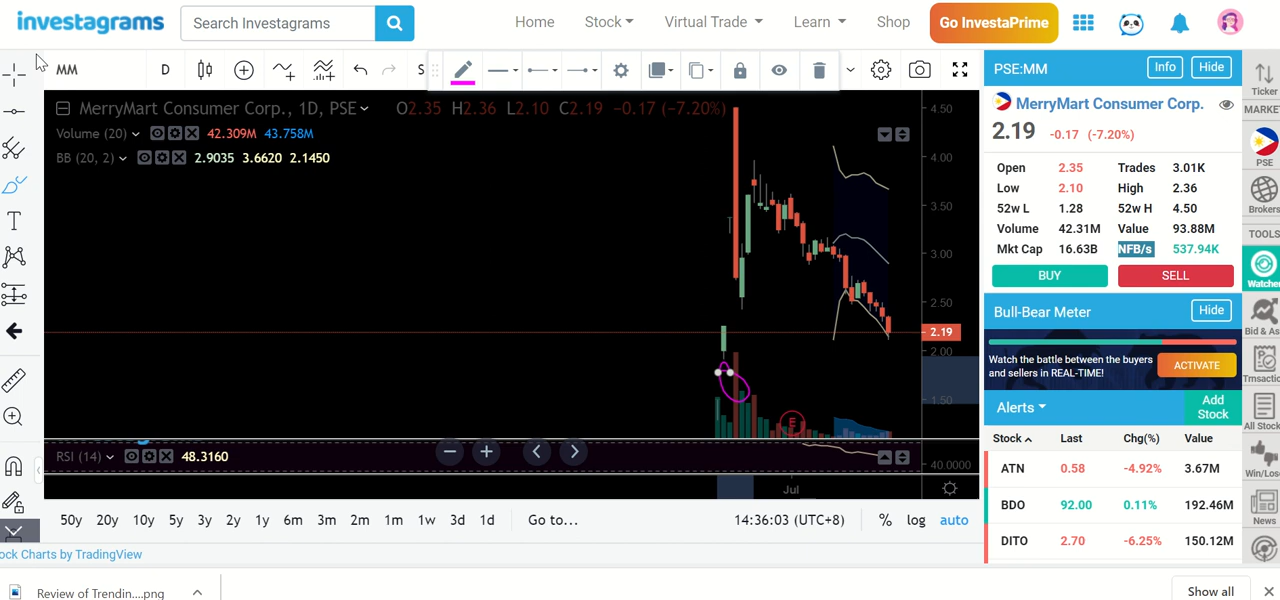 investagrams Search Investagrams Home Stock Virtual Trade Learn Shop Go InvestaPrime
MM D S
MerryMart Consumer Corp., 1D, PSE O2.35 H2.36 L2.10 C2.19 -0.17 (-7.20%)
Volume (20) 42.309M 43.758M
BB (20, 2) 2.9035 3.6620 2.1450
4.50
4.00
3.50
3.00
2.50
2.19
2.00
1.50
E
RSI (14) 48.3160
40.0000
Jul
50y 20y 10y 5y 3y 2y 1y 6m 3m 2m 1m 1w 3d 1d Go to... 14:36:03 (UTC+8) % log auto
ock Charts by TradingView
PSE:MM Info Hide
MerryMart Consumer Corp.
2.19 -0.17 (-7.20%)
Open 2.35 Trades 3.01K
Low 2.10 High 2.36
52w L 1.28 52w H 4.50
Volume 42.31M Value 93.88M
Mkt Cap 16.63B NFB/s 537.94K
BUY SELL
Bull-Bear Meter Hide
Watch the battle between the buyers
and sellers in REAL-TIME!
ACTIVATE
Alerts Add
Stock
Stock Last Chg(%) Value
ATN 0.58 -4.92% 3.67M
BDO 92.00 0.11% 192.46M
DITO 2.70 -6.25% 150.12M
Ticker
MARKE
PSE
Brokers
TOOLS
Watcher
Bid & As
Trnsactio
All Stock
Win/Lose
News
Review of Trendin....png Show all